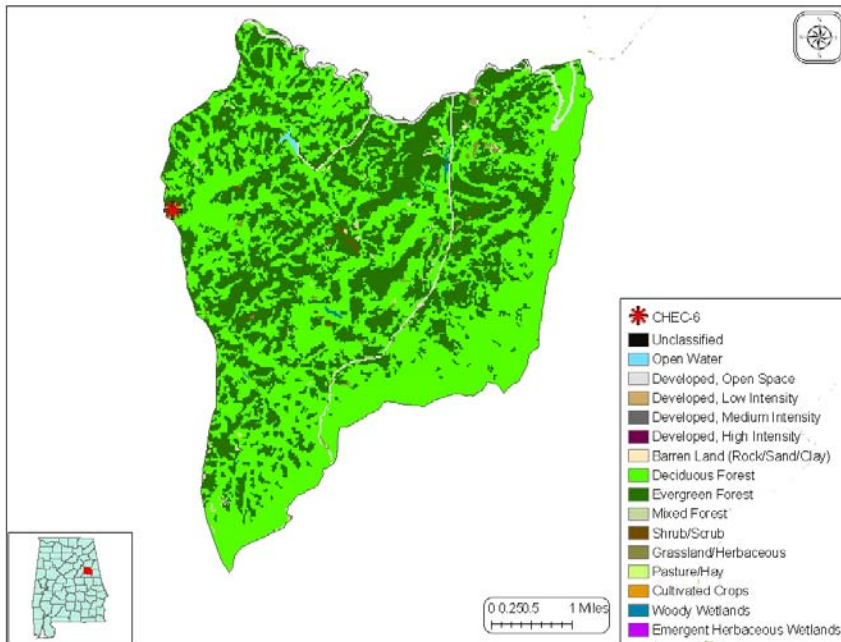 CHEC-6
Unclassified
Open Water
Developed, Open Space
Developed, Low Intensity
Developed, Medium Intensity
Developed, High Intensity
Barren Land (Rock/Sand/Clay)
Deciduous Forest
Evergreen Forest
Mixed Forest
Shrub/Scrub
Grassland/Herbaceous
Pasture/Hay
Cultivated Crops
Woody Wetlands
Emergent Herbaceous Wetlands
0 0.25 0.5 1 Miles